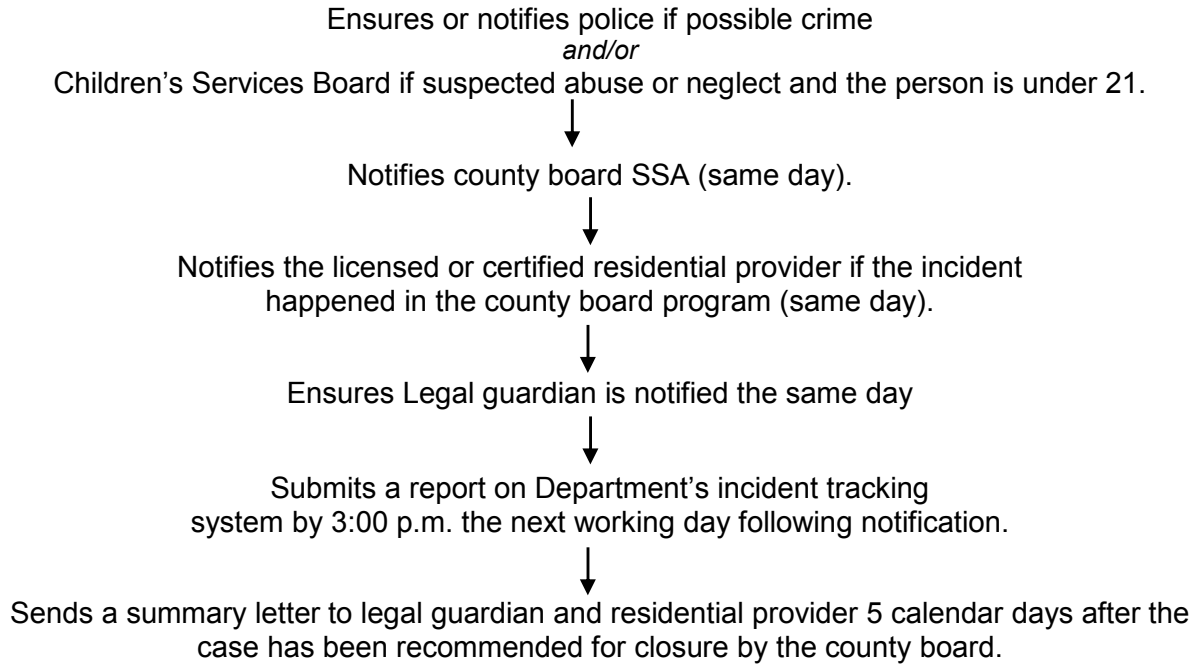 Ensures or notifies police if possible crime
and/or
Children’s Services Board if suspected abuse or neglect and the person is under 21.
Notifies county board SSA (same day).
Notifies the licensed or certified residential provider if the incident
happened in the county board program (same day).
Ensures Legal guardian is notified the same day
Submits a report on Department’s incident tracking
system by 3:00 p.m. the next working day following notification.
Sends a summary letter to legal guardian and residential provider 5 calendar days after the
case has been recommended for closure by the county board.